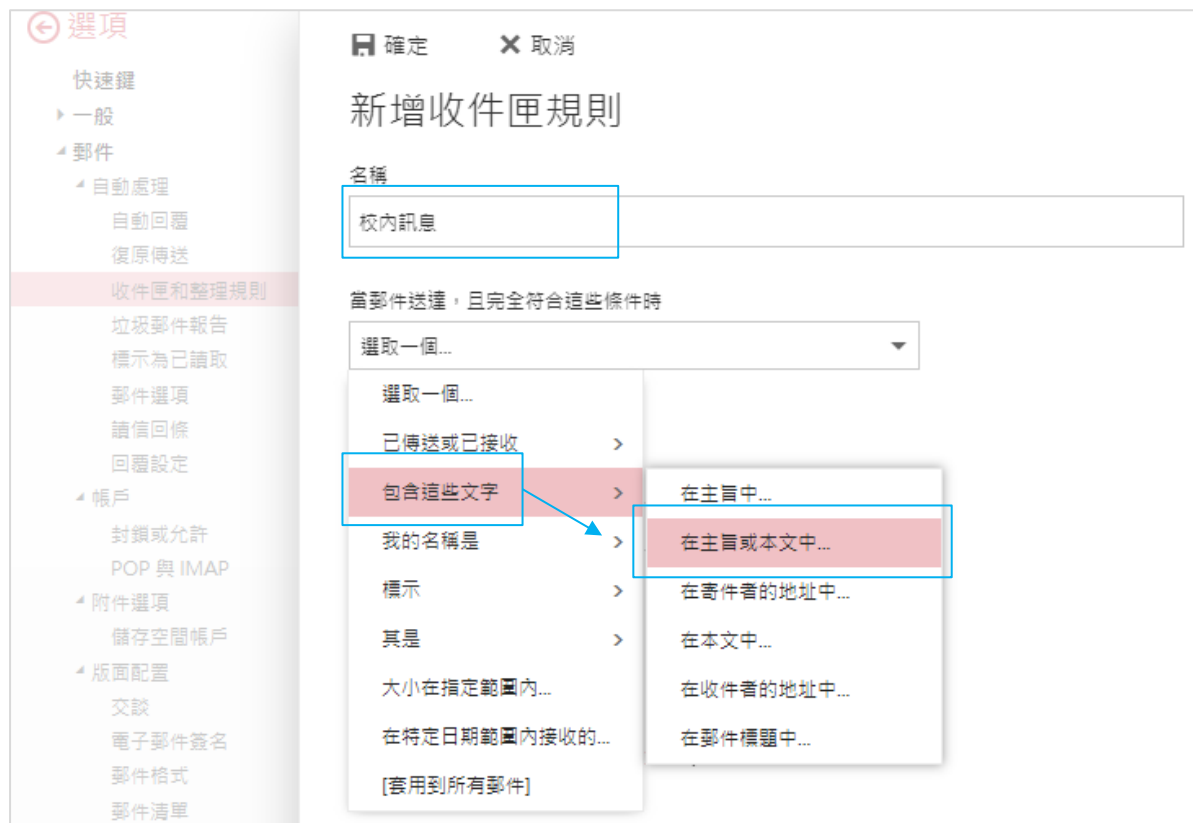 選項
快速鍵
一般
郵件
自動處理
自動回覆
復原傳送
收件匣和整理規則
垃圾郵件報告
標示為已讀取
郵件選項
讀信回條
回覆設定
帳戶
封鎖或允許
POP 與 IMAP
附件選項
儲存空間帳戶
版面配置
交談
電子郵件簽名
郵件格式
郵件清單
確定 取消
新增收件匣規則
名稱
校內訊息
當郵件送達，且完全符合這些條件時
選取一個...
選取一個...
已傳送或已接收
包含這些文字
我的名稱是
標示
其是
大小在指定範圍內...
在特定日期範圍內接收的...
[套用到所有郵件]
在主旨中...
在主旨或本文中...
在寄件者的地址中...
在本文中...
在收件者的地址中...
在郵件標題中...